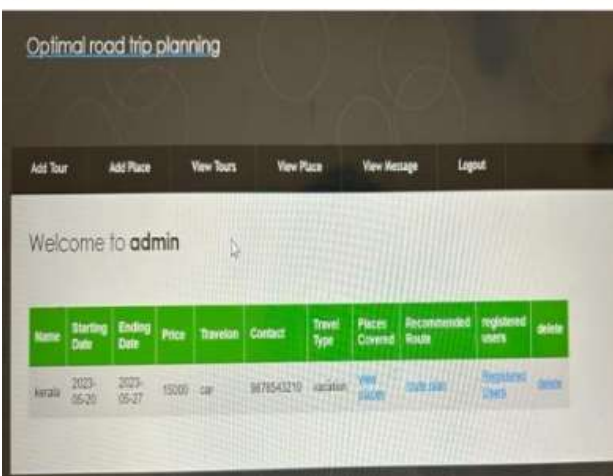 Optimal road trip planning
Add Tour Add Place View Tours View Place View Message Logout
Welcome to admin
Name Starting Date Ending Date Price Travelon Contact Travel Type Places Covered Recommended Route registered users delete
kerala 2023-05-20 2023-05-27 15000 car 9876543210 vacation view places route plan Registered Users delete